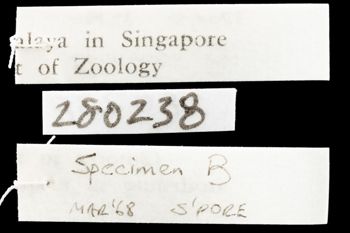 alaya in Singapore
t of Zoology
280238
Specimen B
MAR'68 S'PORE